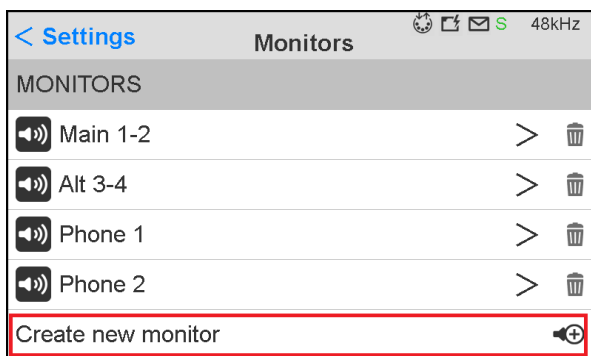 < Settings
Monitors
S 48kHz
MONITORS
Main 1-2
Alt 3-4
Phone 1
Phone 2
Create new monitor